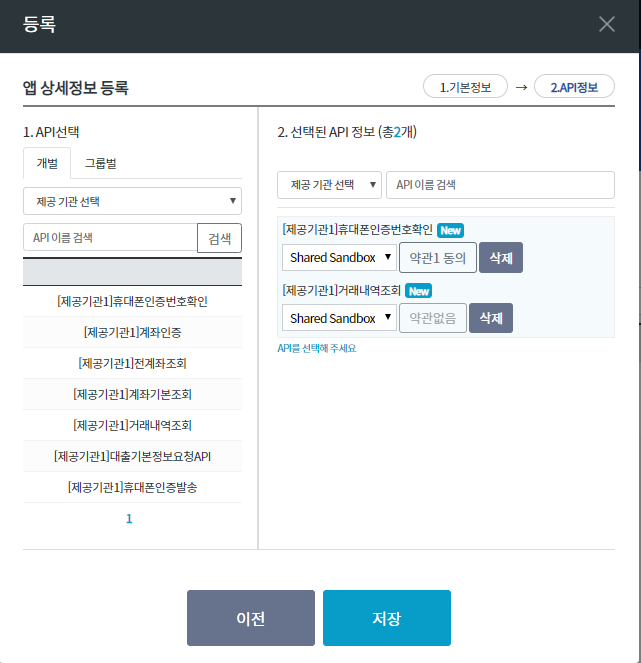 등록
앱 상세정보 등록
1.기본정보 → 2.API정보
1. API선택
개별 그룹별
제공 기관 선택
API 이름 검색 검색
[제공기관1]휴대폰인증번호확인
[제공기관1]계좌인증
[제공기관1]전계좌조회
[제공기관1]계좌기본조회
[제공기관1]거래내역조회
[제공기관1]대출기본정보요청API
[제공기관1]휴대폰인증발송
1
2. 선택된 API 정보 (총2개)
제공 기관 선택 API 이름 검색
[제공기관1]휴대폰인증번호확인 New
Shared Sandbox 약관1 동의 삭제
[제공기관1]거래내역조회 New
Shared Sandbox 약관없음 삭제
API를 선택해 주세요
이전 저장